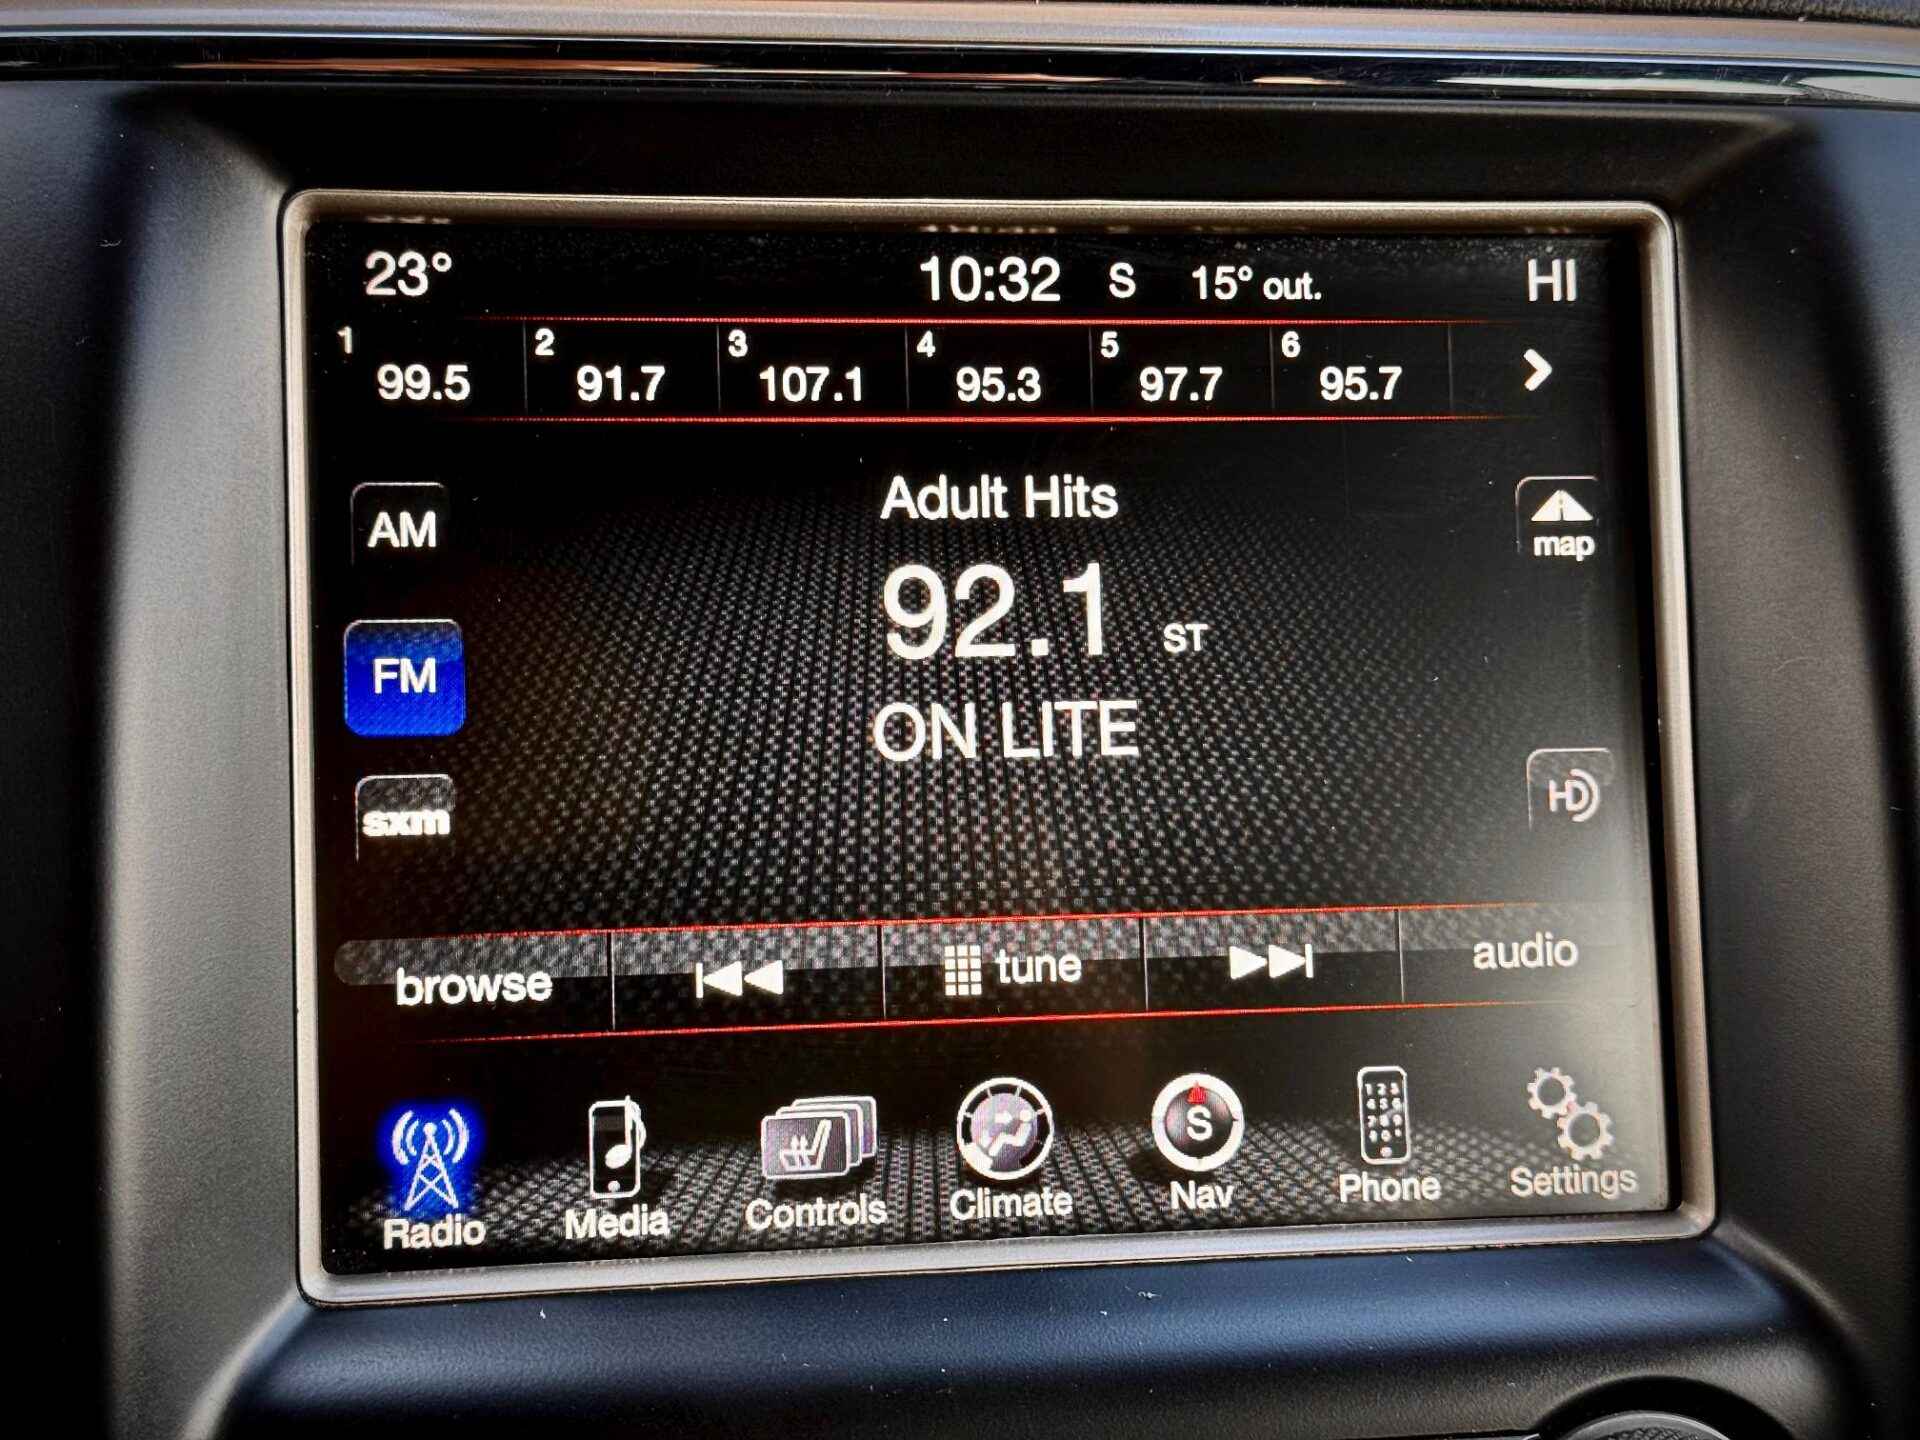 23° 10:32 S 15° out. HI
1 2 3 4 5 6
99.5 91.7 107.1 95.3 97.7 95.7
Adult Hits
AM
map
92.1 ST
FM
ON LITE
HD
sxm
browse tune audio
S
Radio Media Controls Climate Nav Phone Settings